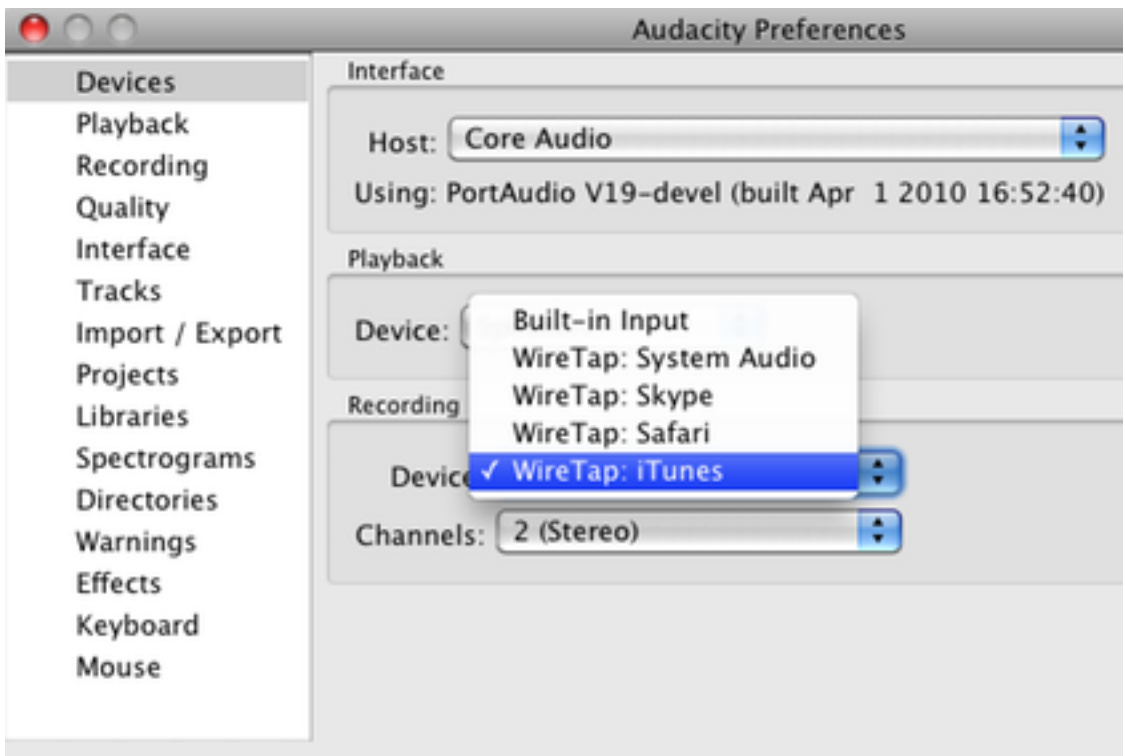 Audacity Preferences
Devices
Playback
Recording
Quality
Interface
Tracks
Import / Export
Projects
Libraries
Spectrograms
Directories
Warnings
Effects
Keyboard
Mouse
Interface
Host: Core Audio
Using: PortAudio V19-devel (built Apr 1 2010 16:52:40)
Playback
Device:
Built-in Input
WireTap: System Audio
WireTap: Skype
WireTap: Safari
✓ WireTap: iTunes
Recording
Device
Channels: 2 (Stereo)